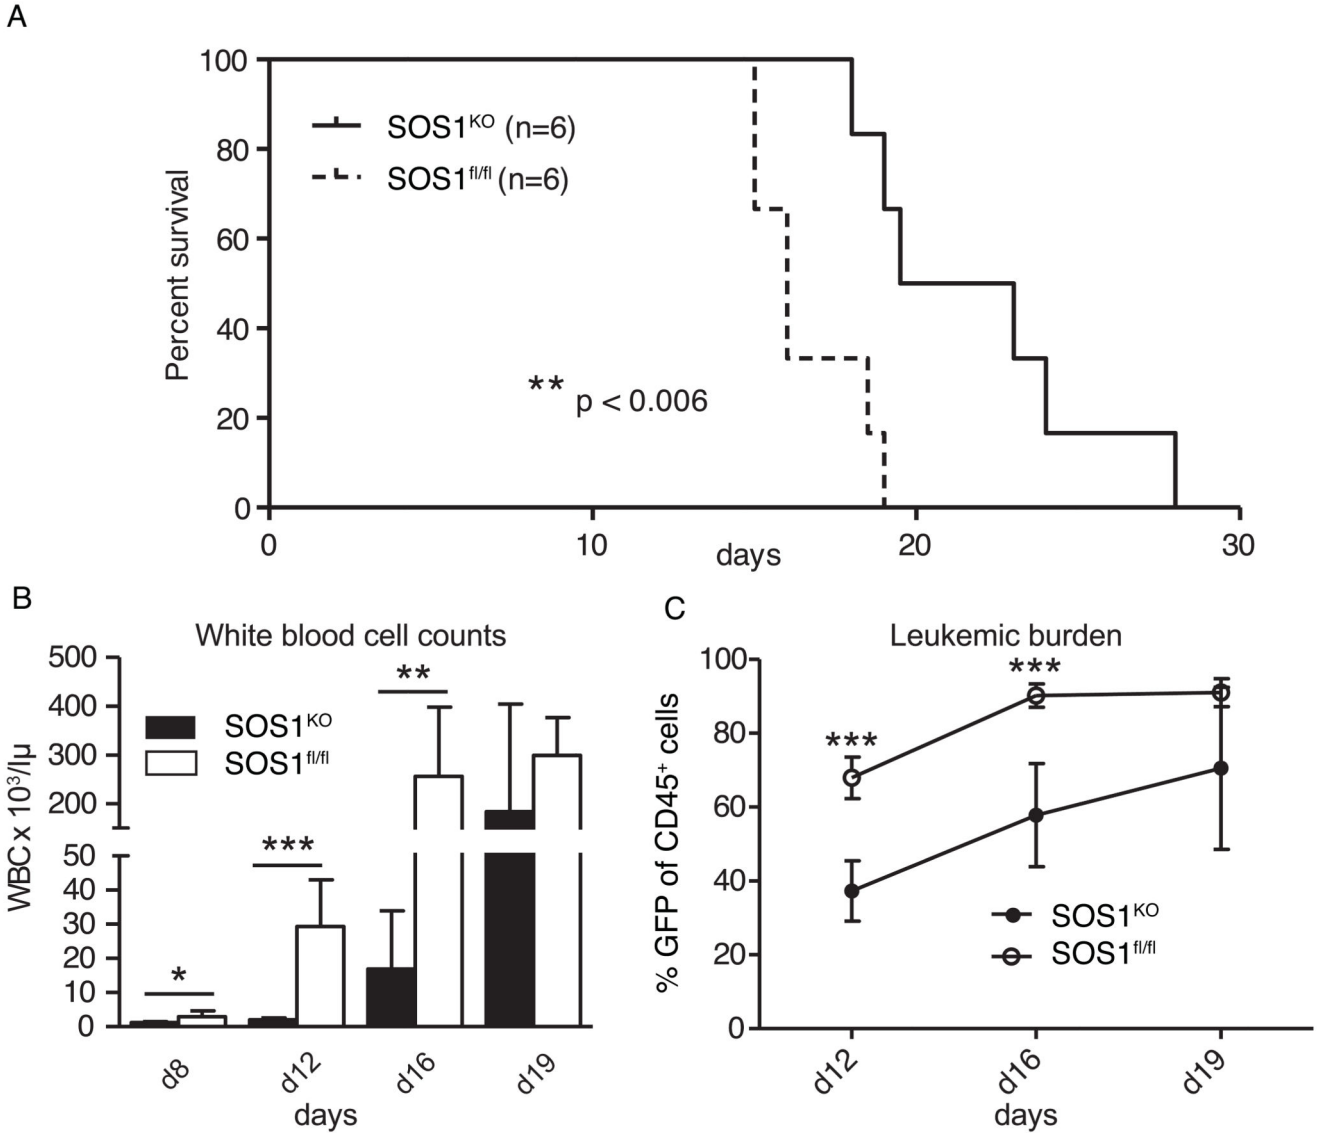 A
100
80
60
40
20
0
Percent survival
SOS1KO (n=6)
SOS1fl/fl (n=6)
** p < 0.006
0 10 20 30
days
B
White blood cell counts
500
400
300
200
50
40
30
20
10
0
WBC x 10³/lµ
SOS1KO
SOS1fl/fl
*
***
**
d8 d12 d16 d19
days
C
Leukemic burden
100
80
60
40
20
0
% GFP of CD45+ cells
***
***
SOS1KO
SOS1fl/fl
d12 d16 d19
days